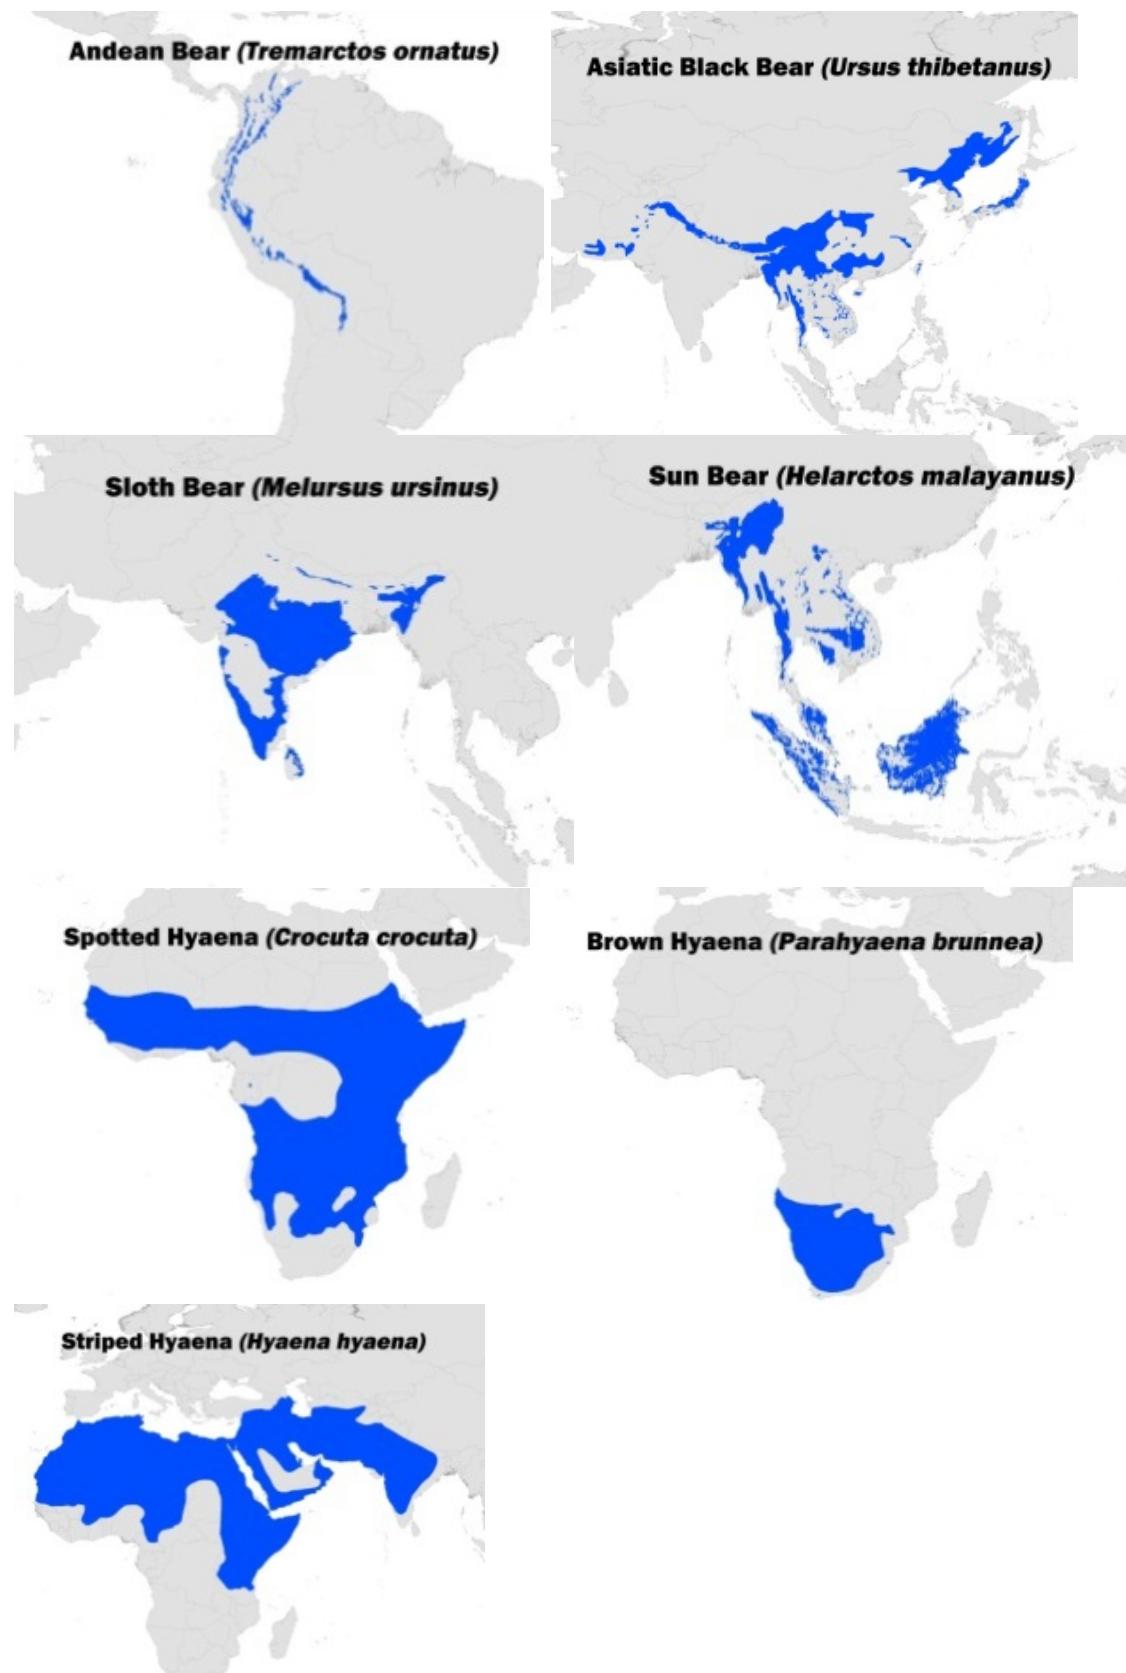 Andean Bear (Tremarctos ornatus)
Asiatic Black Bear (Ursus thibetanus)
Sloth Bear (Melursus ursinus)
Sun Bear (Helarctos malayanus)
Spotted Hyaena (Crocuta crocuta)
Brown Hyaena (Parahyaena brunnea)
Striped Hyaena (Hyaena hyaena)